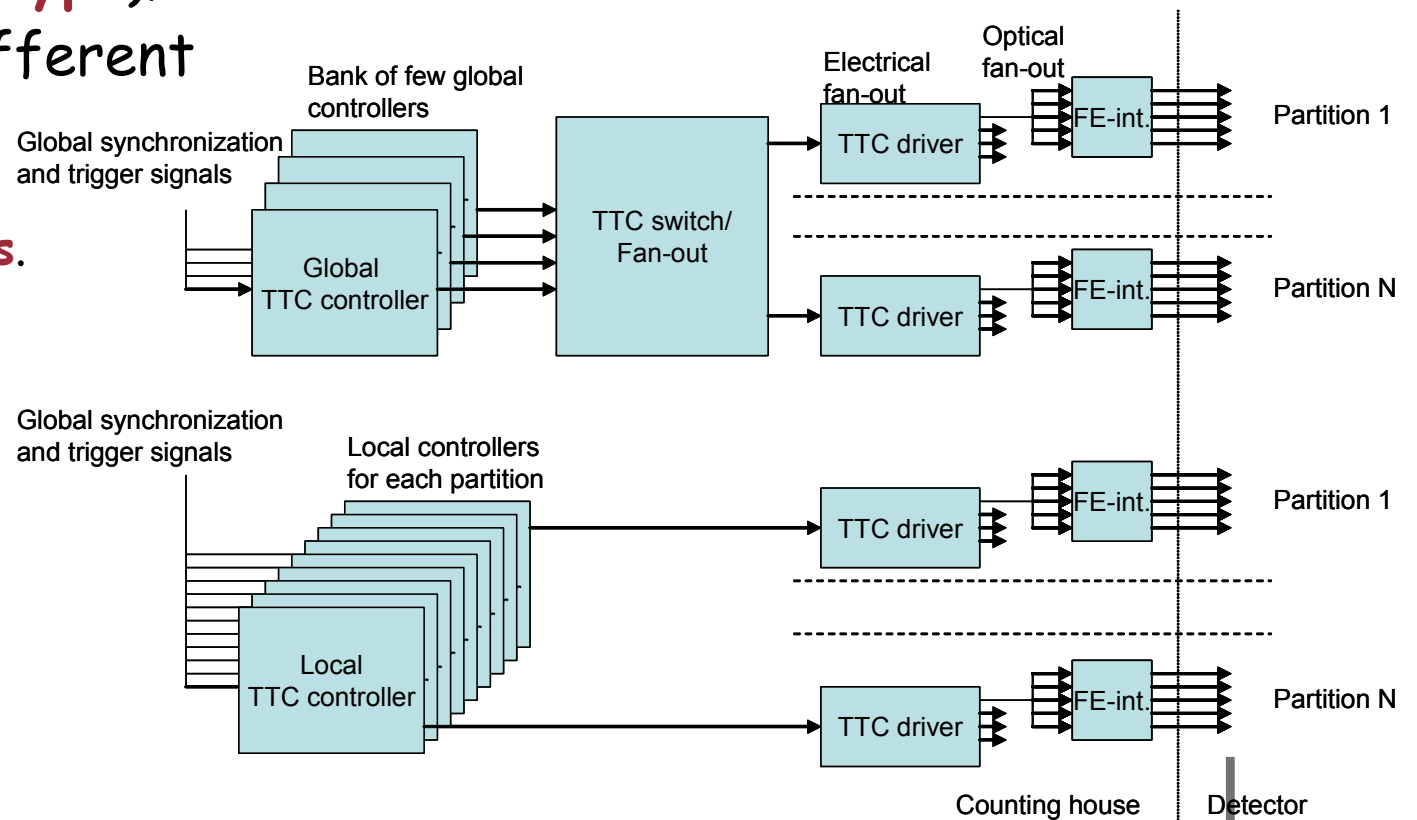 fferent
Bank of few global
controllers
Global synchronization
and trigger signals
s.
Global
TTC controller
TTC switch/
Fan-out
Electrical
fan-out
Optical
fan-out
TTC driver
FE-int.
Partition 1
TTC driver
FE-int.
Partition N
Global synchronization
and trigger signals
Local controllers
for each partition
Local
TTC controller
TTC driver
FE-int.
Partition 1
TTC driver
FE-int.
Partition N
Counting house
Detector